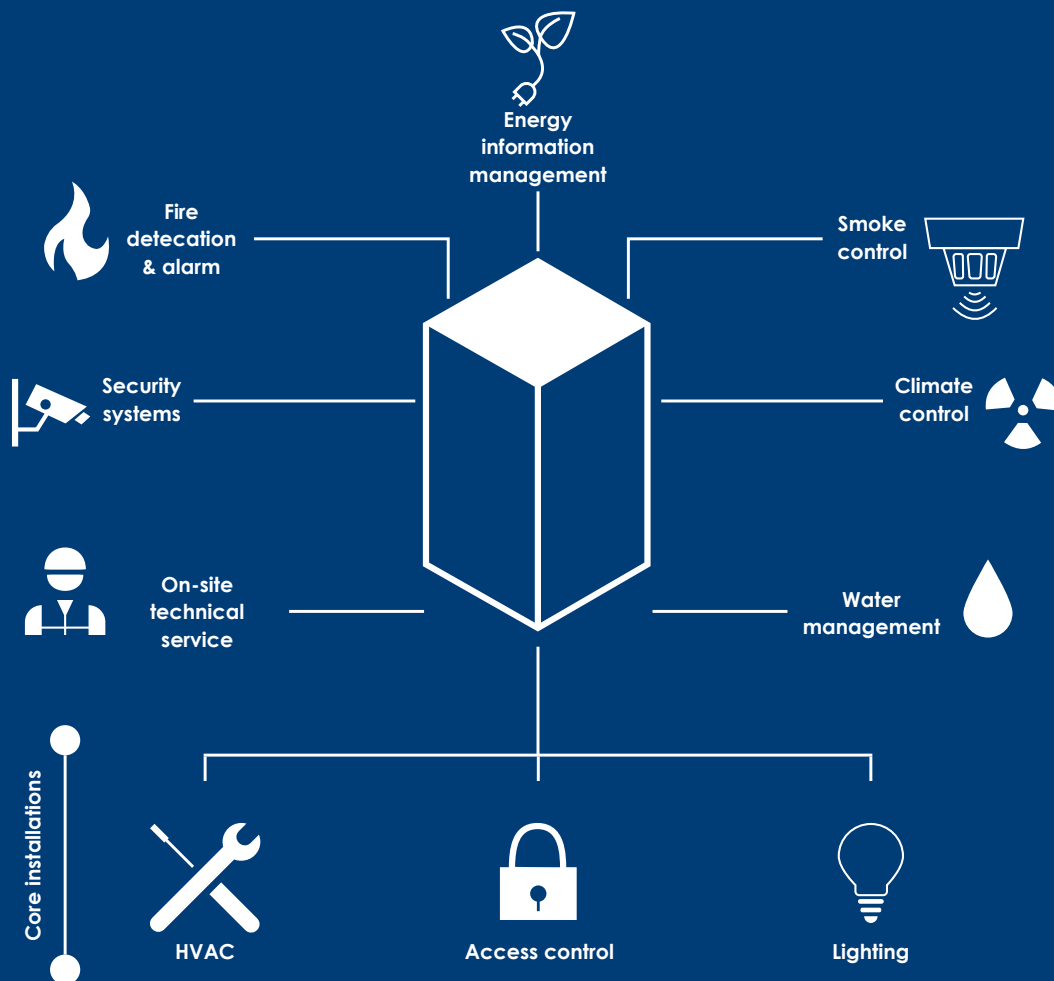 Energy
information
management
Fire
detecation
& alarm
Smoke
control
Security
systems
Climate
control
On-site
technical
service
Water
management
Core installations
HVAC
Access control
Lighting